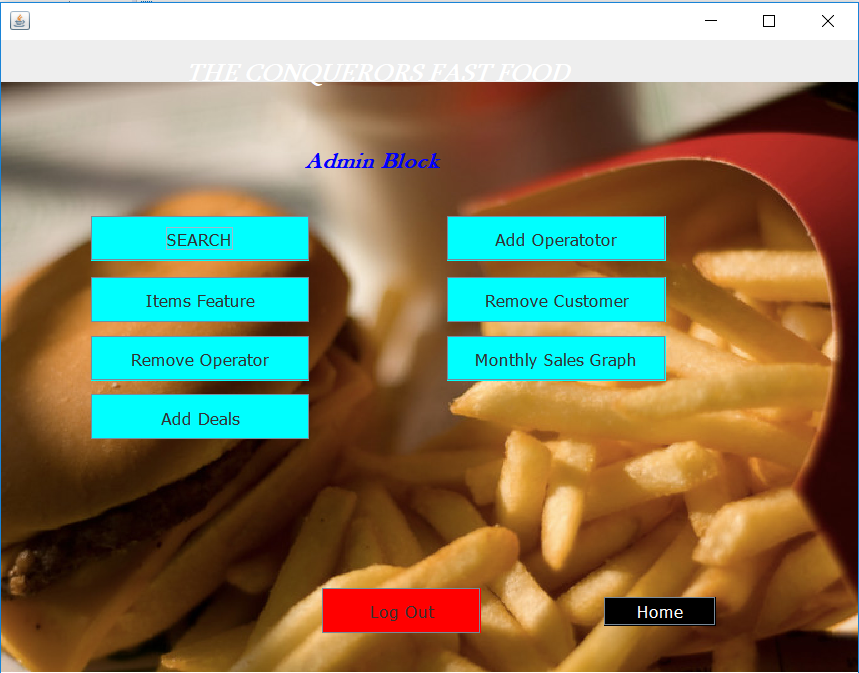 THE CONQUERORS FAST FOOD
Admin Block
SEARCH
Add Operatotor
Items Feature
Remove Customer
Remove Operator
Monthly Sales Graph
Add Deals
Log Out
Home